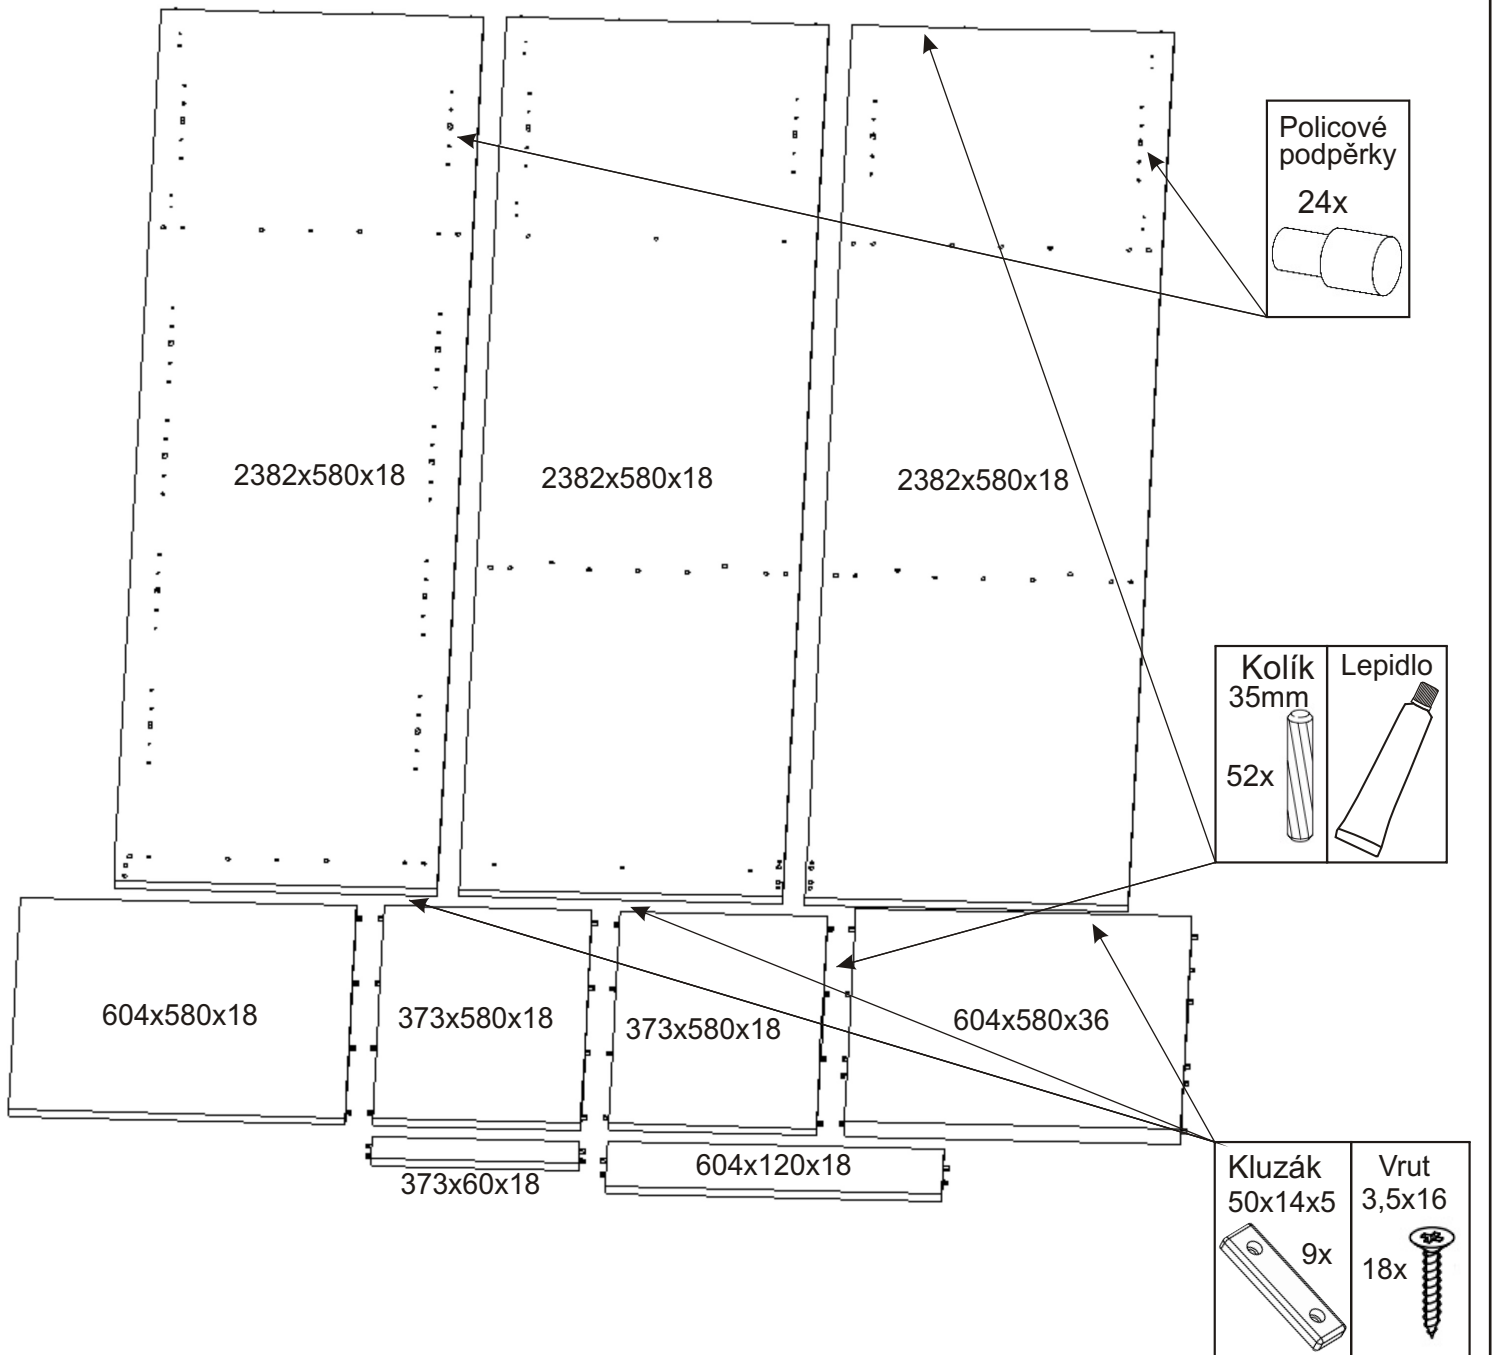 Policové
podpěrky
24x
2382x580x18
2382x580x18
2382x580x18
Kolík
35mm
52x
Lepidlo
604x580x18
373x580x18
373x580x18
604x580x36
373x60x18
604x120x18
Kluzák
50x14x5
9x
Vrut
3,5x16
18x